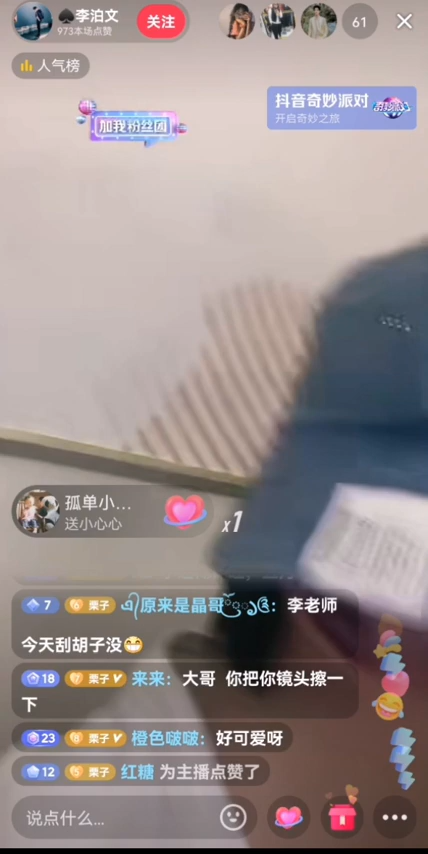 ♠李泊文
973本场点赞
关注
61
人气榜
加我粉丝团
抖音奇妙派对
开启奇妙之旅
孤单小...
送小心心
x1
7 栗子 原来是晶哥: 李老师
今天刮胡子没😁
18 栗子 来来: 大哥 你把你镜头擦一
下
23 栗子 橙色啵啵: 好可爱呀
12 栗子 红糖 为主播点赞了
说点什么...